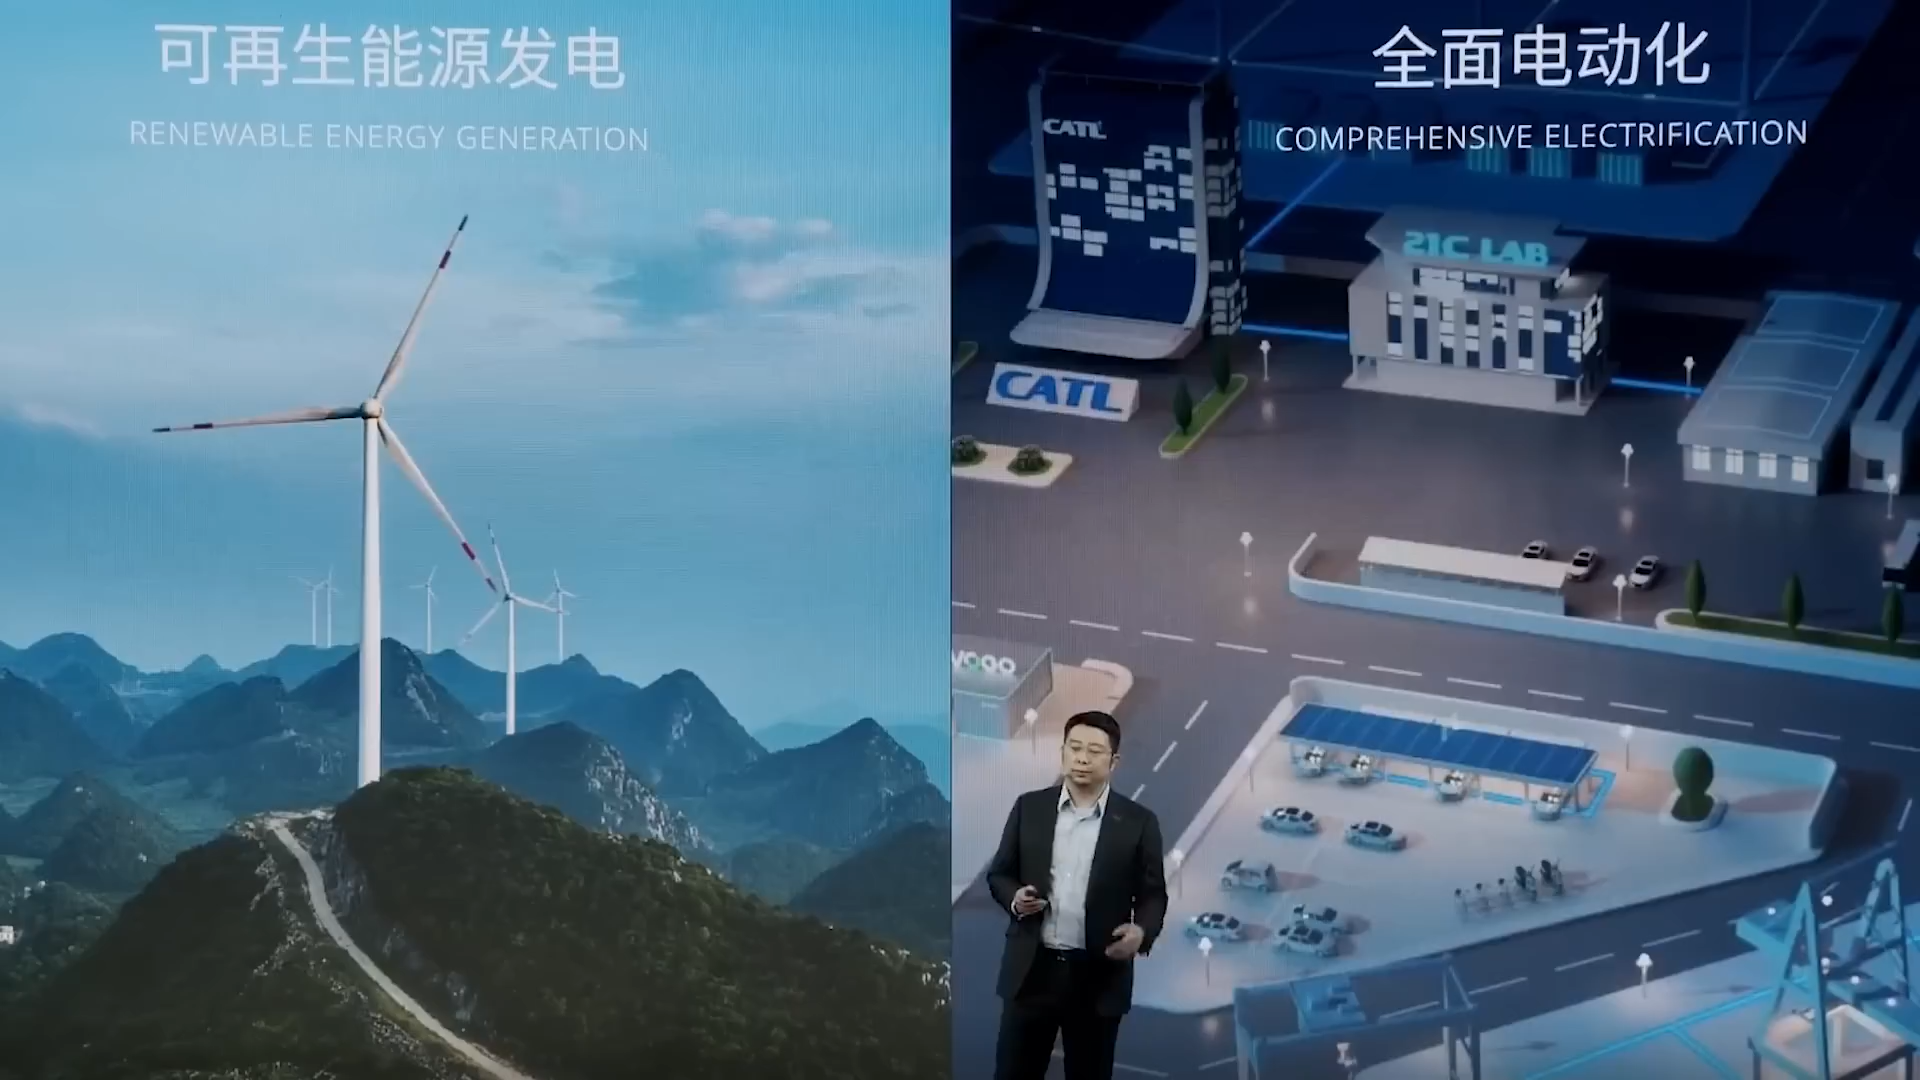 可再生能源发电
RENEWABLE ENERGY GENERATION
全面电动化
COMPREHENSIVE ELECTRIFICATION
CATL
21C LAB
CATL